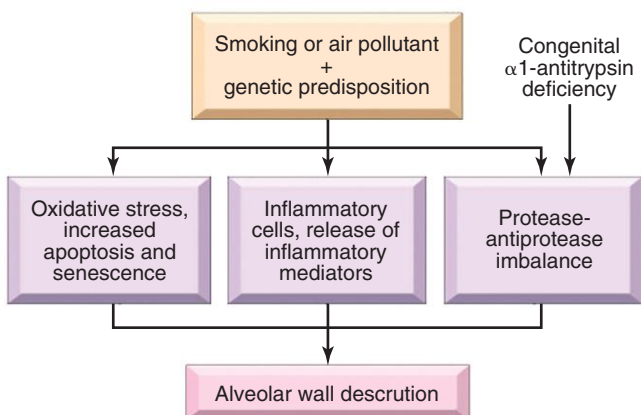 Smoking or air pollutant
+
genetic predisposition
Congenital
α1-antitrypsin
deficiency
Oxidative stress,
increased
apoptosis and
senescence
Inflammatory
cells, release of
inflammatory
mediators
Protease-
antiprotease
imbalance
Alveolar wall descrution